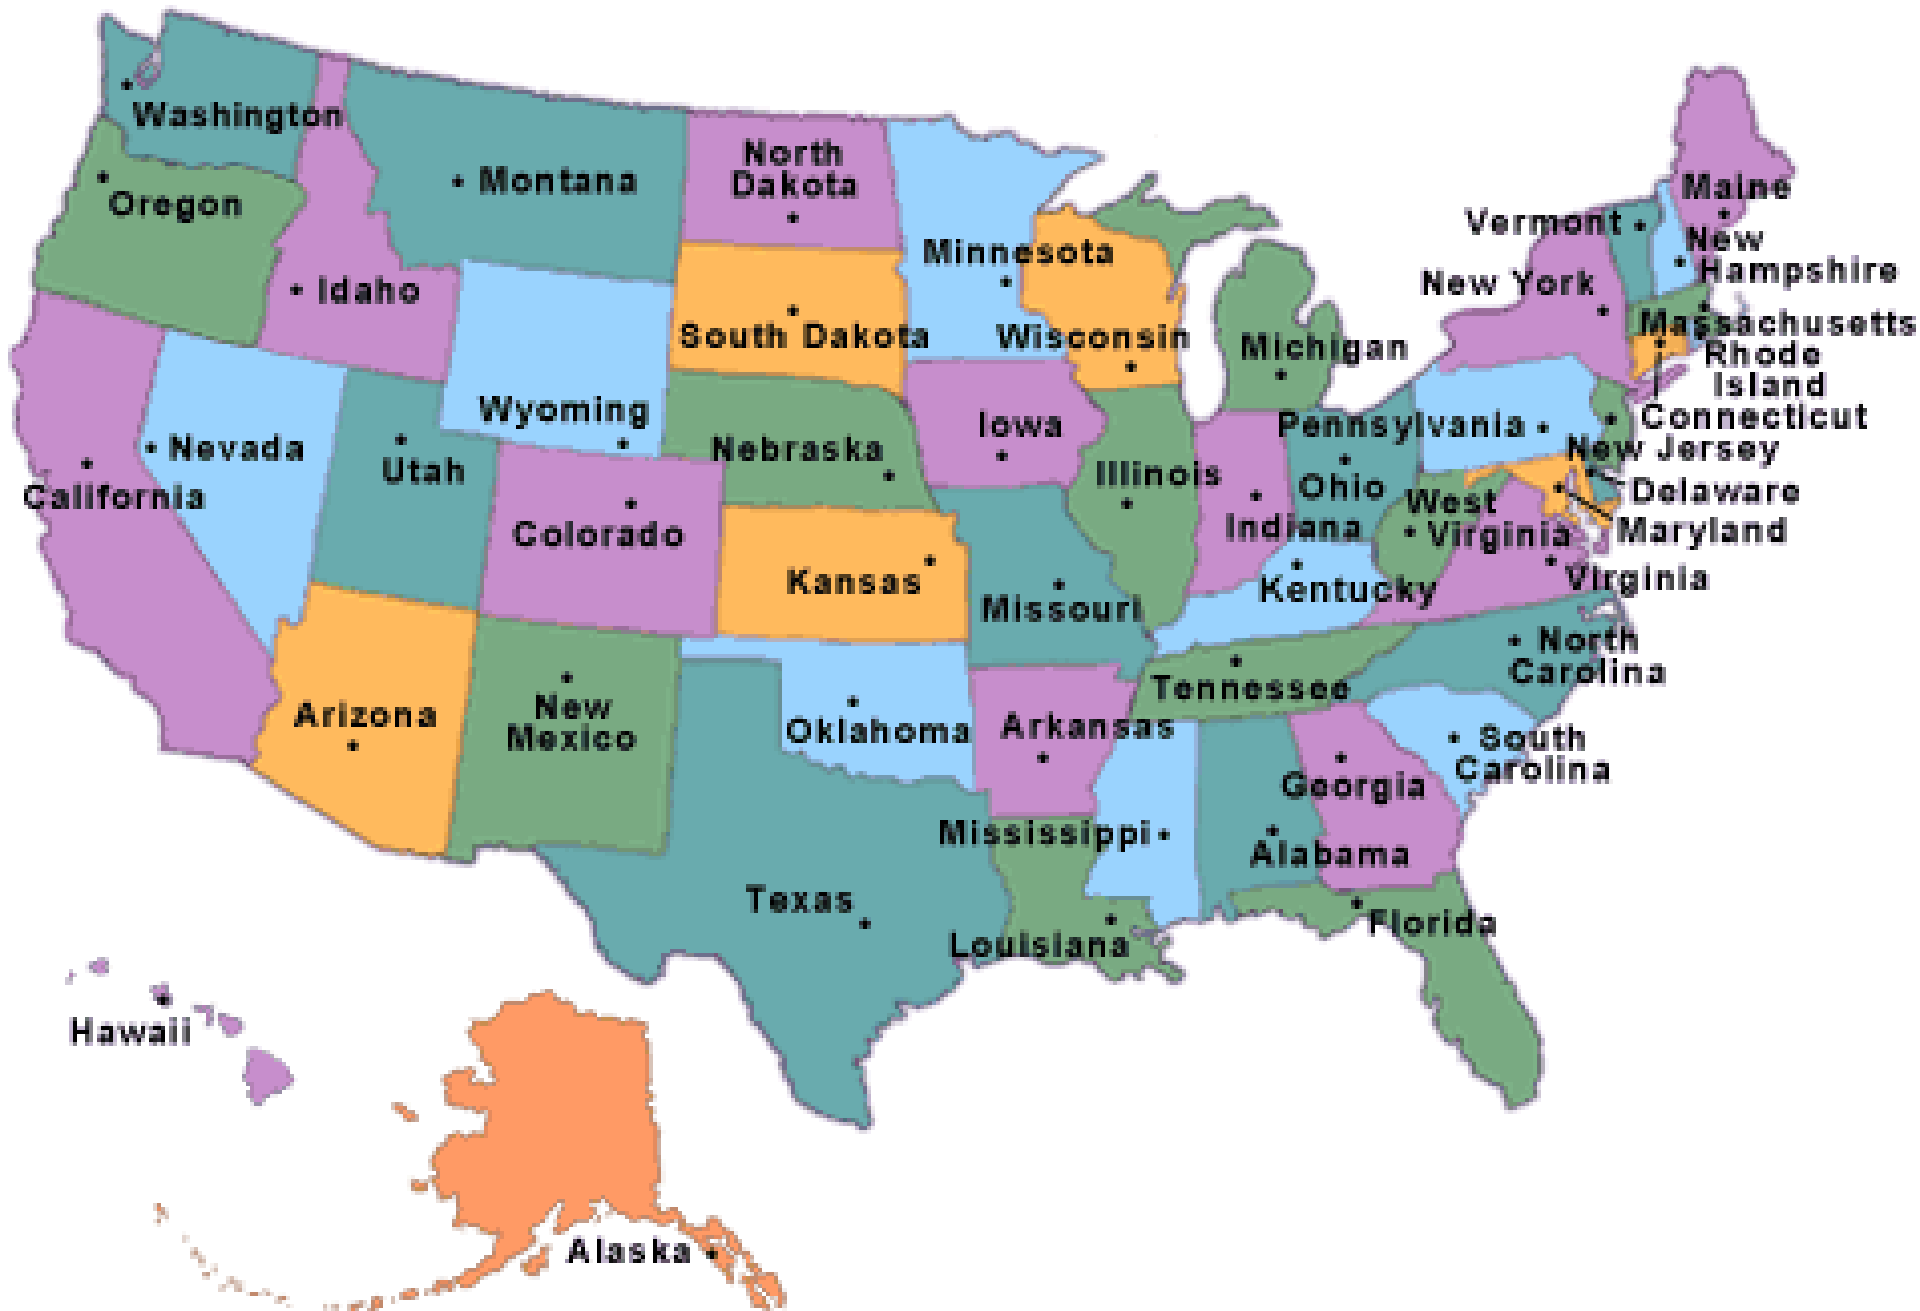 Washington
Oregon
Idaho
Montana
North
Dakota
Minnesota
South Dakota
Wisconsin
Michigan
Vermont
Maine
New
Hampshire
New York
Massachusetts
Rhode
Island
Connecticut
New Jersey
Pennsylvania
Delaware
Maryland
Wyoming
Nevada
Utah
California
Colorado
Nebraska
Iowa
Illinois
Indiana
Ohio
West
Virginia
Virginia
Kansas
Missouri
Kentucky
North
Carolina
Tennessee
Arizona
New
Mexico
Oklahoma
Arkansas
South
Carolina
Georgia
Mississippi
Alabama
Texas
Louisiana
Florida
Hawaii
Alaska